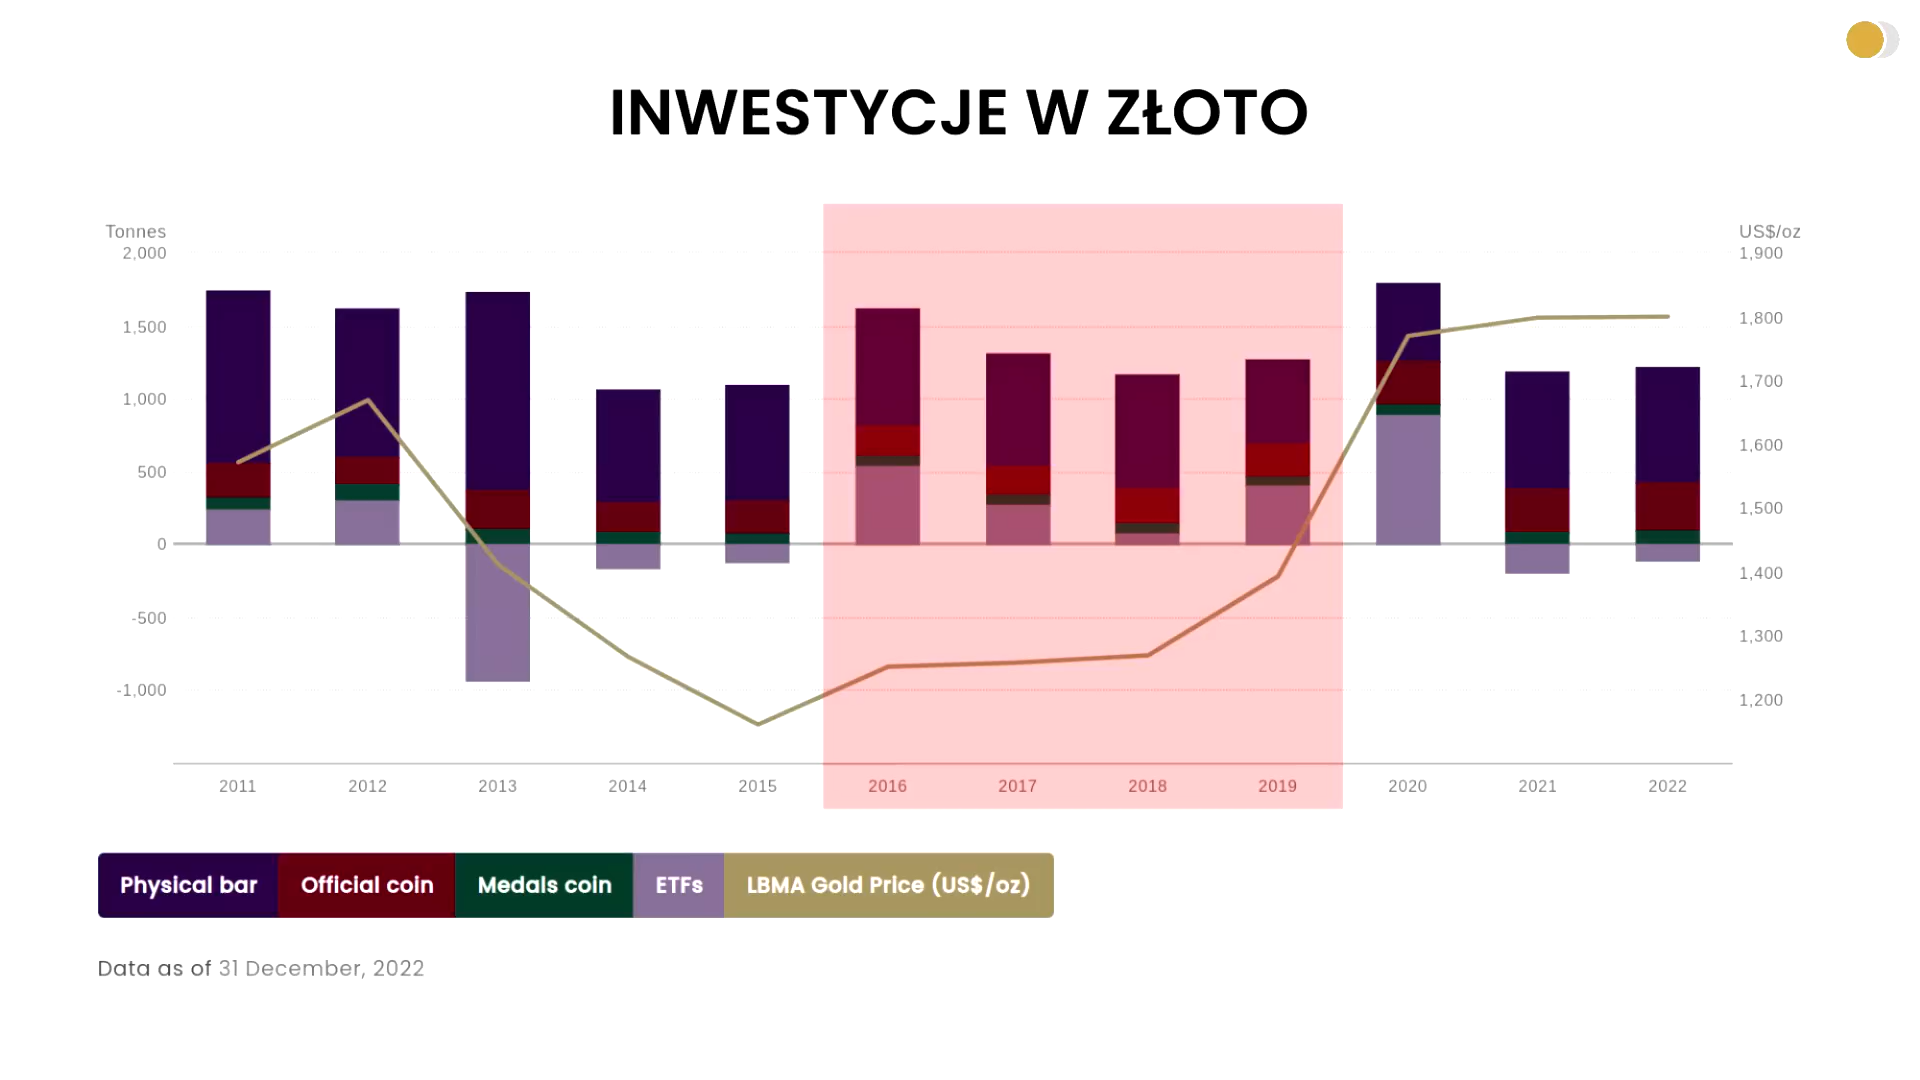 INWESTYCJE W ZŁOTO
Tonnes
US$/oz
2,000
1,900
1,500
1,800
1,000
1,700
500
1,600
0
1,500
-500
1,400
-1,000
1,300
1,200
2011 2012 2013 2014 2015 2016 2017 2018 2019 2020 2021 2022
Physical bar Official coin Medals coin ETFs LBMA Gold Price (US$/oz)
Data as of 31 December, 2022